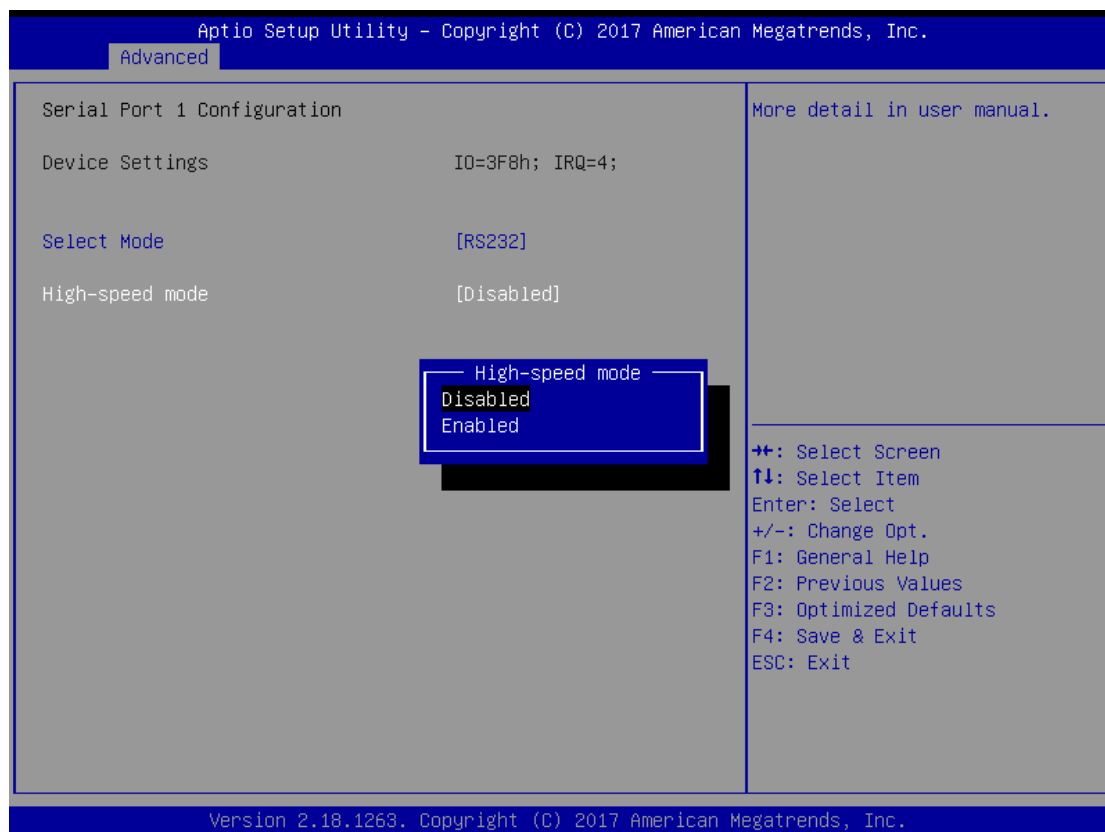 Aptio Setup Utility – Copyright (C) 2017 American Megatrends, Inc.
Advanced
Serial Port 1 Configuration
Device Settings IO=3F8h; IRQ=4;
Select Mode [RS232]
High-speed mode [Disabled]
High-speed mode
Disabled
Enabled
More detail in user manual.
→←: Select Screen
↑↓: Select Item
Enter: Select
+/-: Change Opt.
F1: General Help
F2: Previous Values
F3: Optimized Defaults
F4: Save & Exit
ESC: Exit
Version 2.18.1263. Copyright (C) 2017 American Megatrends, Inc.